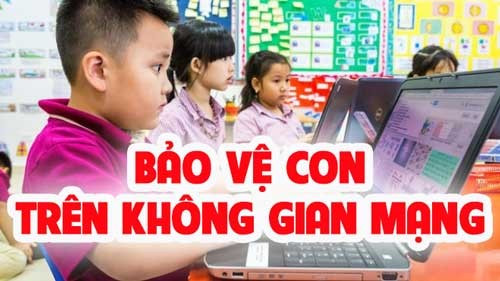 BẢO VỆ CON
TRÊN KHÔNG GIAN MẠNG